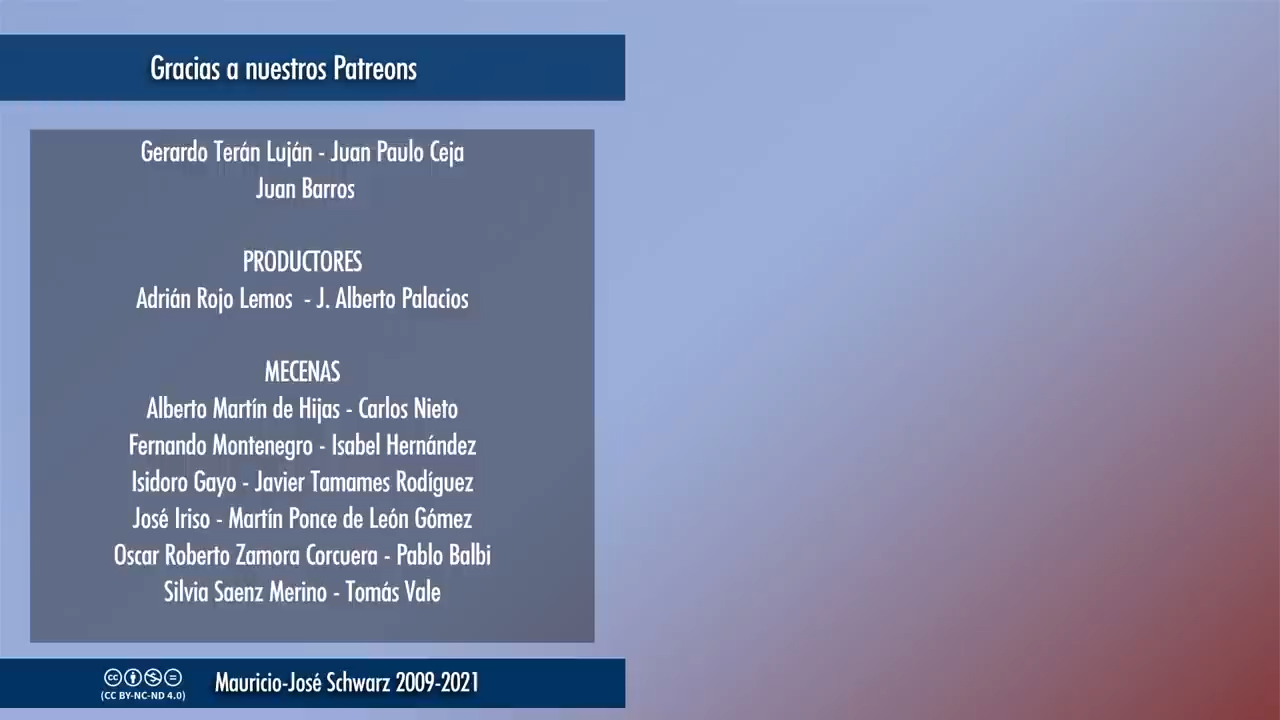 Gracias a nuestros Patreons
Gerardo Terán Luján - Juan Paulo Ceja
Juan Barros
PRODUCTORES
Adrián Rojo Lemos - J. Alberto Palacios
MECENAS
Alberto Martín de Hijas - Carlos Nieto
Fernando Montenegro - Isabel Hernández
Isidoro Gayo - Javier Tamames Rodíguez
José Iriso - Martín Ponce de León Gómez
Oscar Roberto Zamora Corcuera - Pablo Balbi
Silvia Saenz Merino - Tomás Vale
(CC BY-NC-ND 4.0) Mauricio-José Schwarz 2009-2021